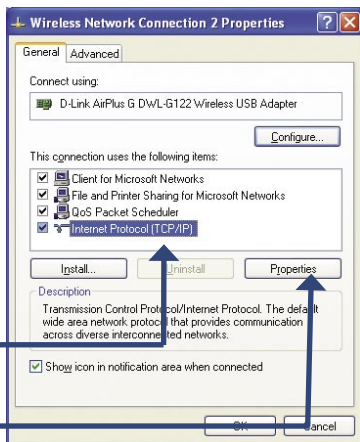 Wireless Network Connection 2 Properties
General Advanced
Connect using:
D-Link AirPlus G DWL-G122 Wireless USB Adapter
Configure...
This connection uses the following items:
Client for Microsoft Networks
File and Printer Sharing for Microsoft Networks
QoS Packet Scheduler
Internet Protocol (TCP/IP)
Install... Uninstall Properties
Description
Transmission Control Protocol/Internet Protocol. The default
wide area network protocol that provides communication
across diverse interconnected networks.
Show icon in notification area when connected
OK Cancel